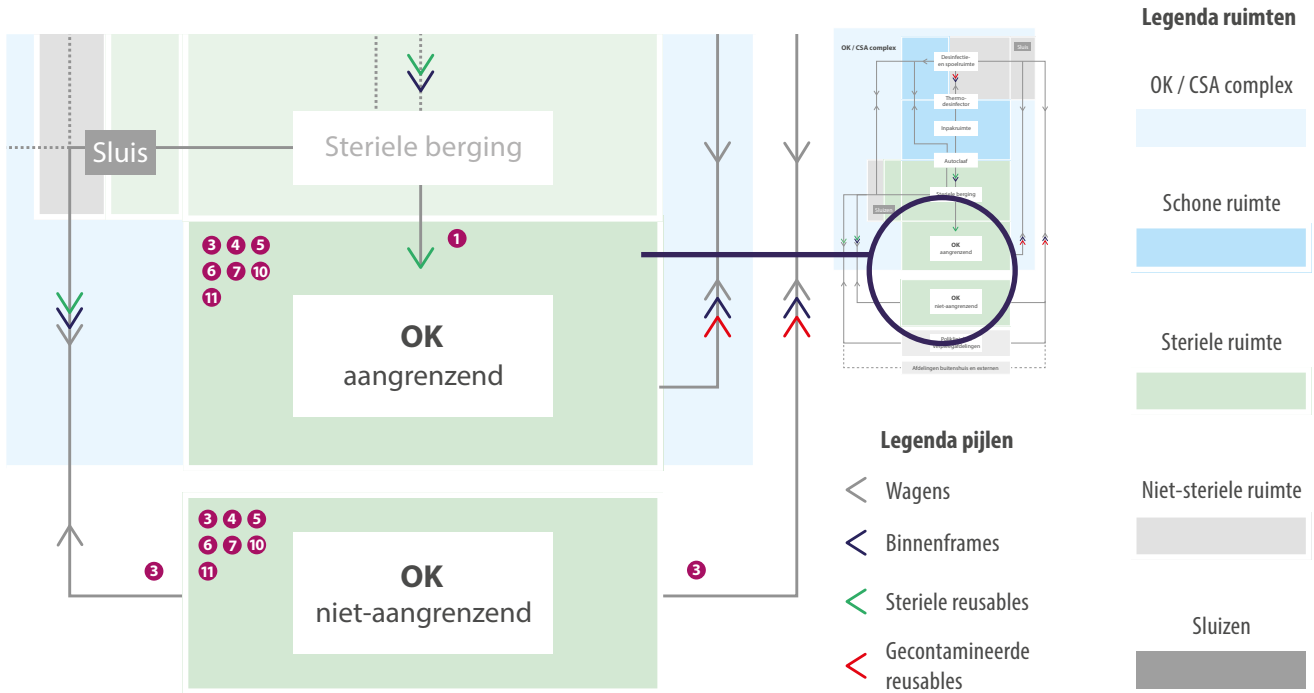 Sluis
Steriele berging
1
3 4 5
6 7 10
11
OK
aangrenzend
3 4 5
6 7 10
11
3
OK
niet-aangrenzend
3
OK / CSA complex
Sluis
Desinfectie-
en spoelruimte
Thermo-
desinfector
Inpakruimte
Autoclaaf
Steriele berging
Sluizen
OK
aangrenzend
OK
niet-aangrenzend
Afdelingen buitenshuis en externen
Legenda pijlen
Wagens
Binnenframes
Steriele reusables
Gecontamineerde
reusables
Legenda ruimten
OK / CSA complex
Schone ruimte
Steriele ruimte
Niet-steriele ruimte
Sluizen